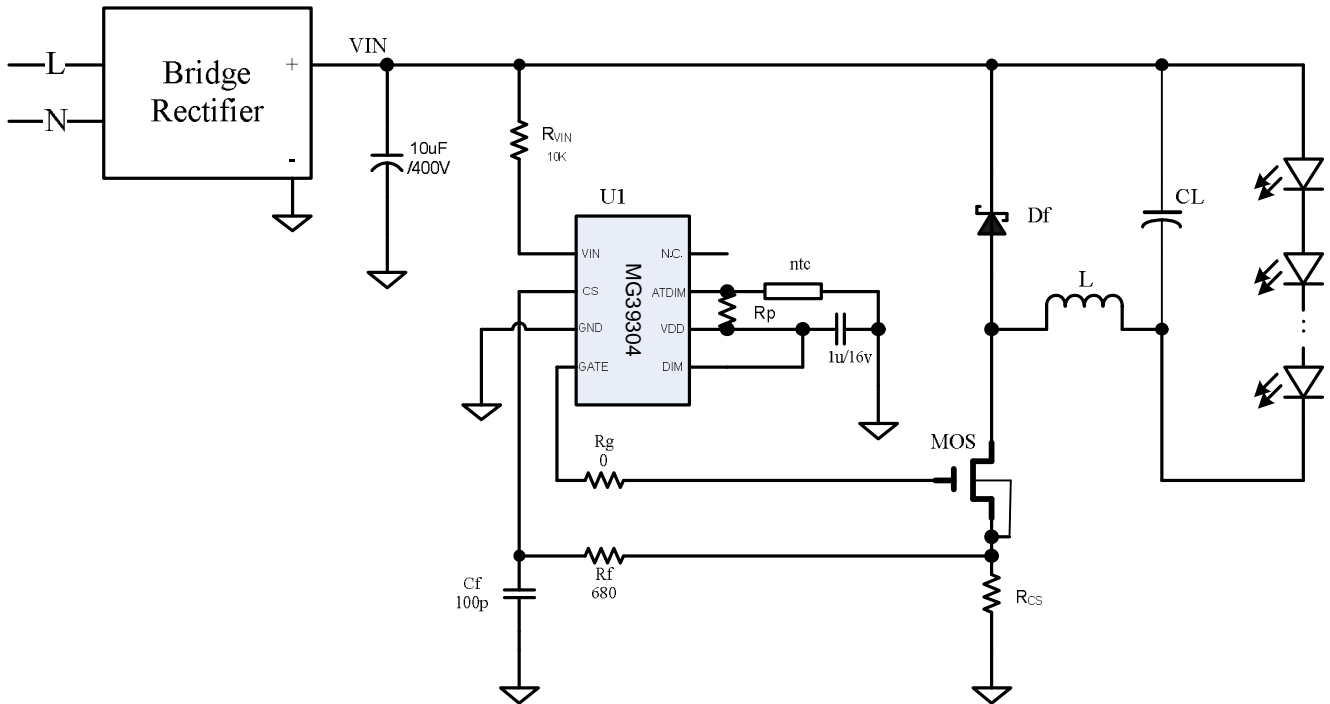 L
N
Bridge
Rectifier
+
-
VIN
10uF
/400V
RVIN
10K
U1
VIN
CS
GND
GATE
MG39304
N.C.
ATDIM
VDD
DIM
ntc
Rp
1u/16v
Df
L
CL
...
MOS
Rg
0
Rf
680
Cf
100p
RCS